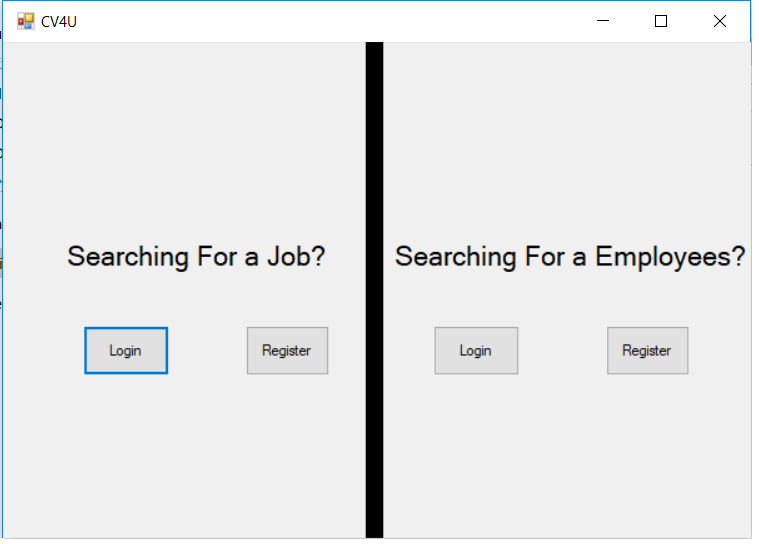 CV4U
Searching For a Job?
Searching For a Employees?
Login
Register
Login
Register